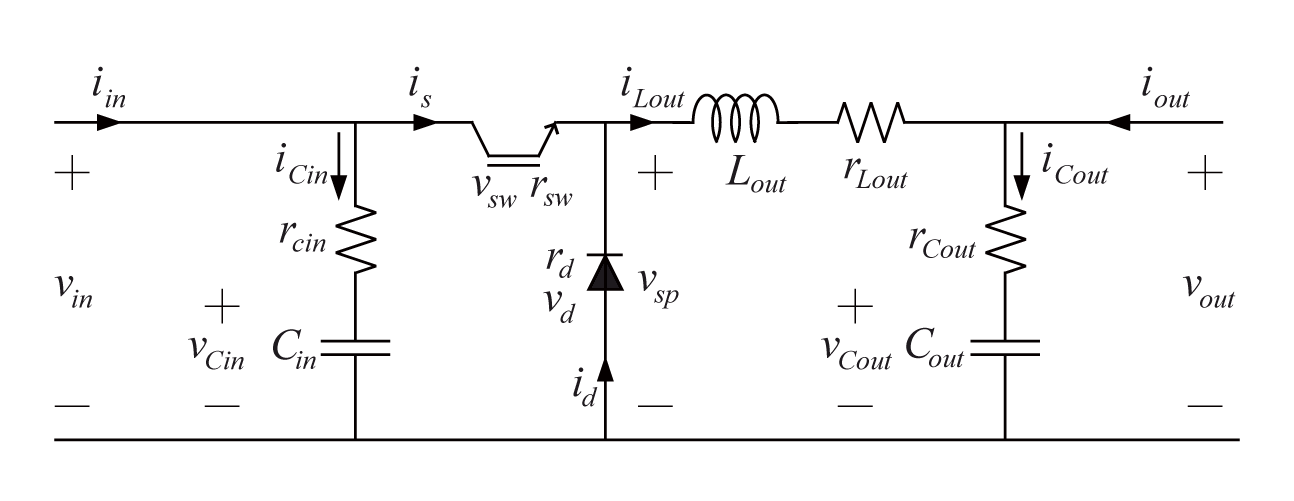 i_in i_s i_Lout i_out
+ i_Cin v_sw r_sw + L_out r_Lout i_Cout +
r_cin r_d r_Cout
v_in + v_d v_sp + v_out
v_Cin C_in v_Cout C_out
i_d
− − − − −